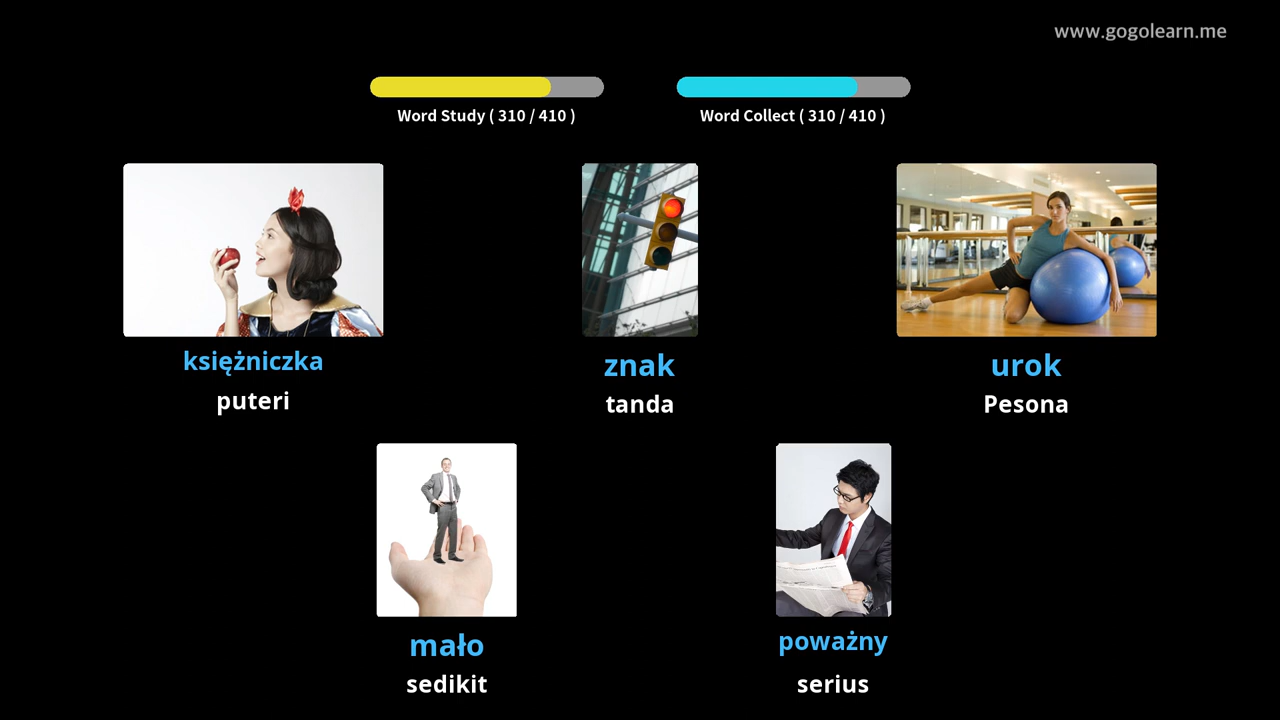 www.gogolearn.me
Word Study ( 310 / 410 )
Word Collect ( 310 / 410 )
księżniczka
puteri
znak
tanda
urok
Pesona
mało
sedikit
poważny
serius